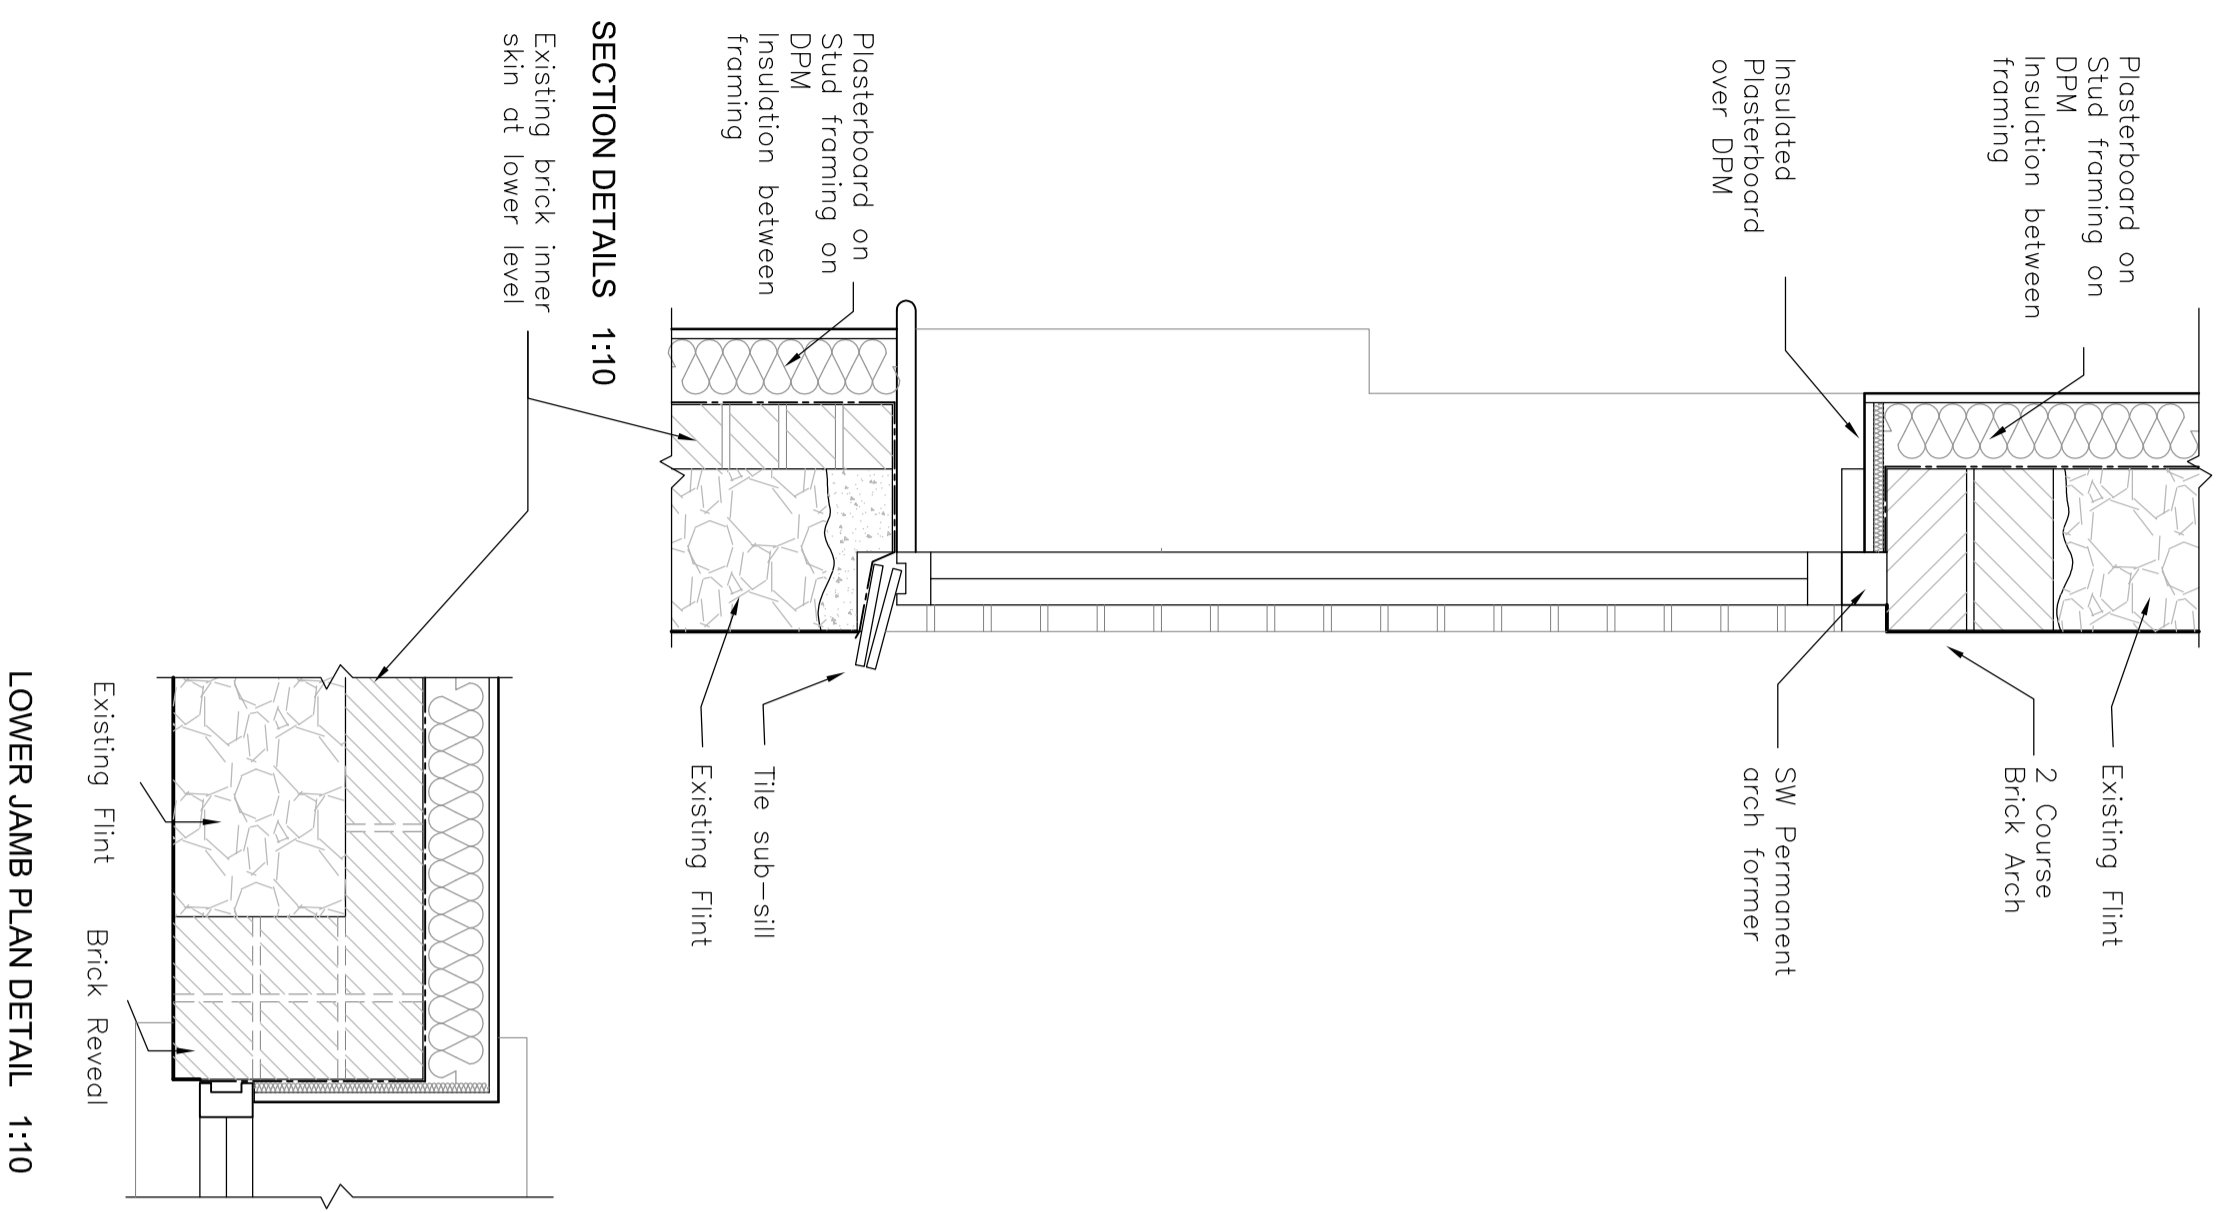 Plasterboard on
Stud framing on
DPM
Insulation between
framing
Existing Flint
2 Course
Brick Arch
Insulated
Plasterboard
over DPM
SW Permanent
arch former
Plasterboard on
Stud framing on
DPM
Insulation between
framing
Tile sub-sill
Existing Flint
SECTION DETAILS 1:10
Existing brick inner
skin at lower level
Existing Flint
Brick Reveal
LOWER JAMB PLAN DETAIL 1:10